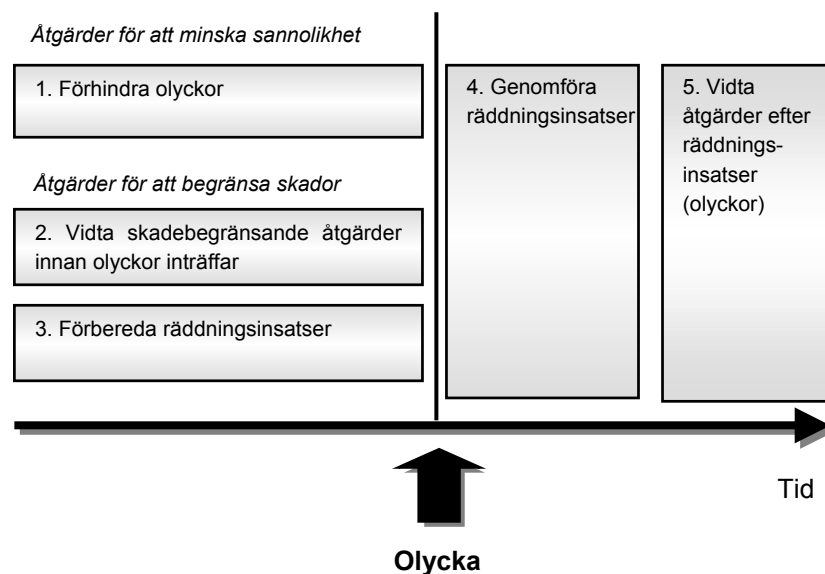 Åtgärder för att minska sannolikhet
1. Förhindra olyckor
Åtgärder för att begränsa skador
2. Vidta skadebegränsande åtgärder
innan olyckor inträffar
3. Förbereda räddningsinsatser
4. Genomföra
räddningsinsatser
5. Vidta
åtgärder efter
räddnings-
insatser
(olyckor)
Tid
Olycka